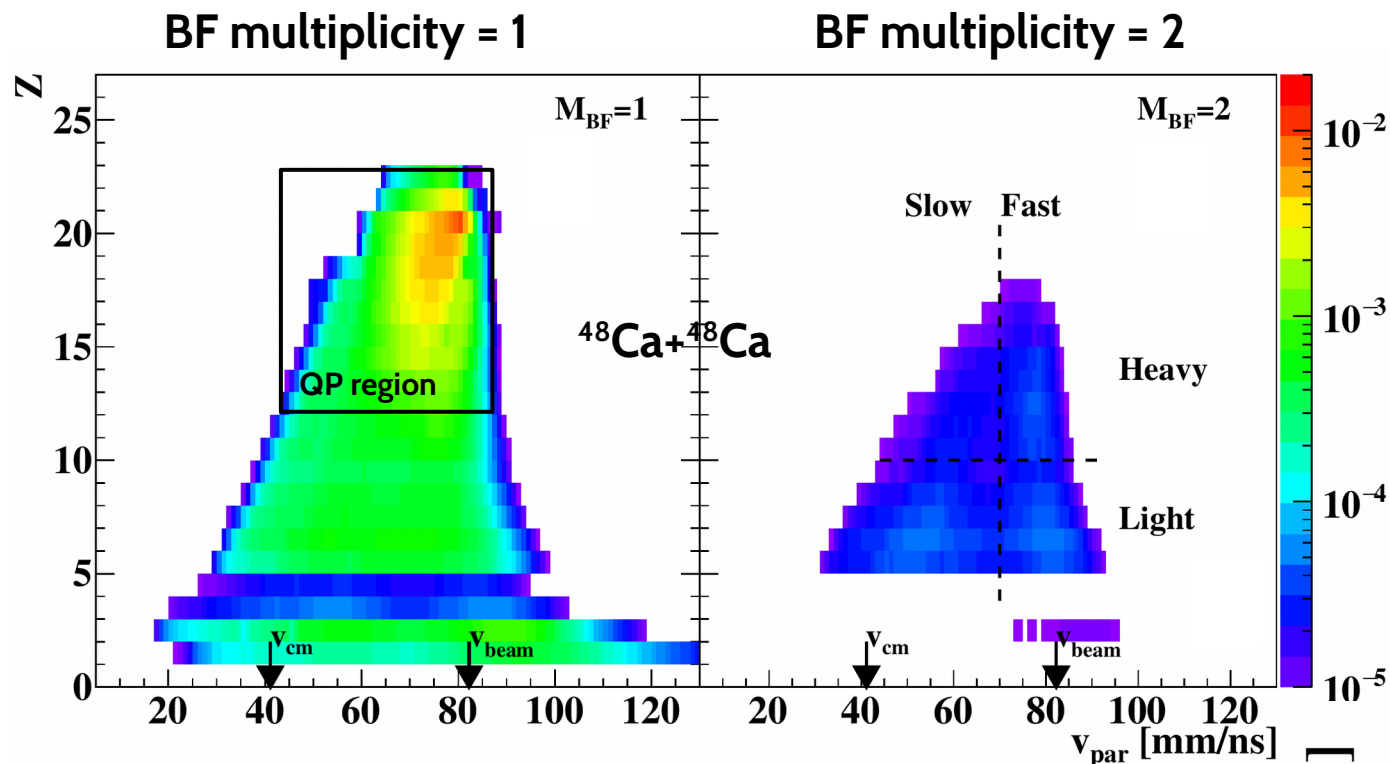 BF multiplicity = 1
BF multiplicity = 2
Z
25
20
15
10
5
0
M_BF=1
QP region
v_cm
v_beam
20 40 60 80 100 120
⁴⁸Ca+⁴⁸Ca
M_BF=2
Slow Fast
Heavy
Light
v_cm
v_beam
20 40 60 80 100 120
v_par [mm/ns]
10⁻²
10⁻³
10⁻⁴
10⁻⁵